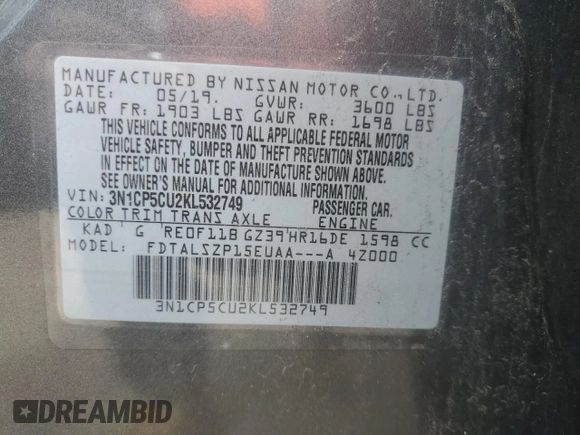 MANUFACTURED BY NISSAN MOTOR CO., LTD.
DATE: 05/19. GVWR: 3600 LBS
GAWR FR: 1903 LBS GAWR RR: 1698 LBS
THIS VEHICLE CONFORMS TO ALL APPLICABLE FEDERAL MOTOR
VEHICLE SAFETY, BUMPER AND THEFT PREVENTION STANDARDS
IN EFFECT ON THE DATE OF MANUFACTURE SHOWN ABOVE.
SEE OWNER'S MANUAL FOR ADDITIONAL INFORMATION.
VIN: 3N1CP5CU2KL532749 PASSENGER CAR.
COLOR TRIM TRANS AXLE ENGINE
KAD G RE0F11B GZ39 HR16DE 1598 CC
MODEL: FDTALSZP15EUAA---A 4Z000
3N1CP5CU2KL532749
DREAMBID